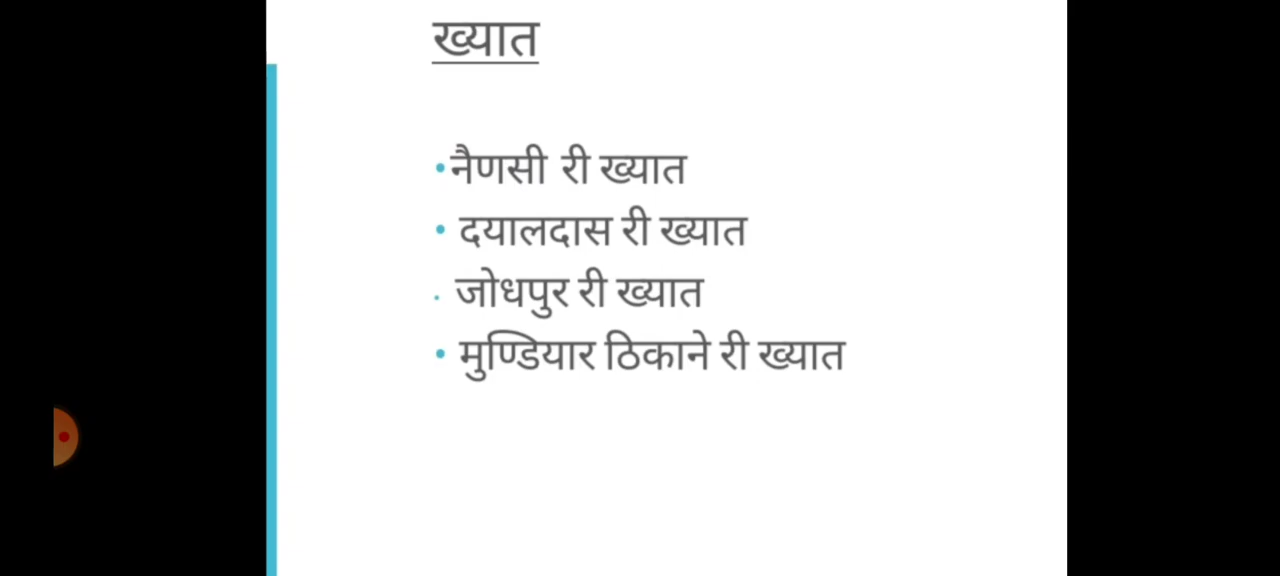 ख्यात
•नैणसी री ख्यात
• दयालदास री ख्यात
· जोधपुर री ख्यात
• मुण्डियार ठिकाने री ख्यात